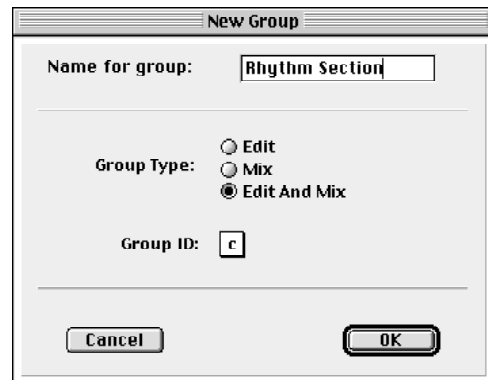 New Group
Name for group: Rhythm Section
Edit
Group Type: Mix
Edit And Mix
Group ID: c
Cancel OK